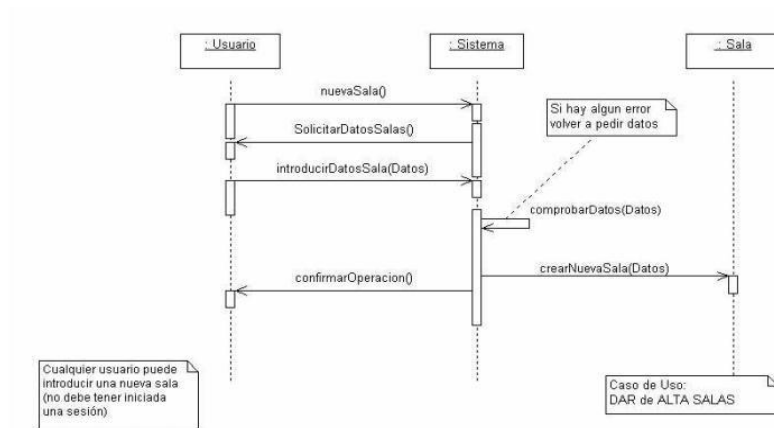 : Usuario
: Sistema
: Sala
nuevaSala()
Si hay algun error
volver a pedir datos
SolicitarDatosSalas()
introducirDatosSala(Datos)
comprobarDatos(Datos)
crearNuevaSala(Datos)
confirmarOperacion()
Cualquier usuario puede
introducir una nueva sala
(no debe tener iniciada
una sesión)
Caso de Uso:
DAR de ALTA SALAS